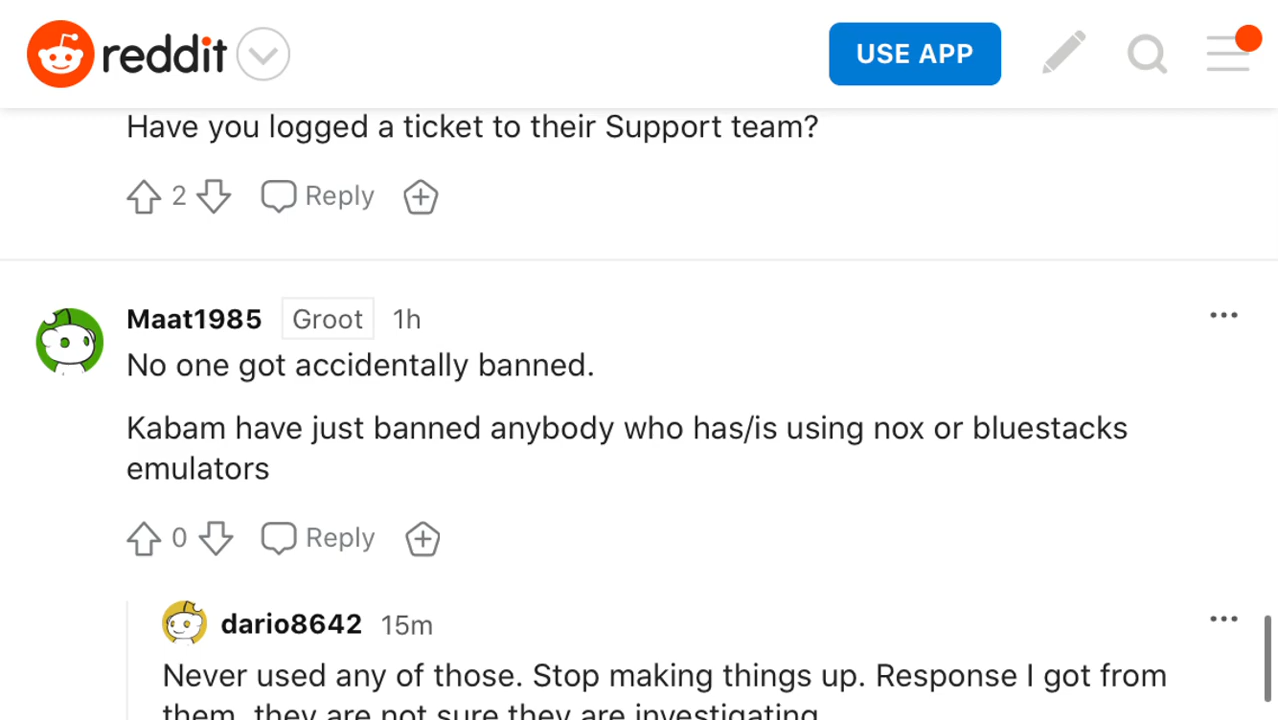 reddit
USE APP
Have you logged a ticket to their Support team?
2 Reply
Maat1985 Groot 1h
No one got accidentally banned.
Kabam have just banned anybody who has/is using nox or bluestacks
emulators
0 Reply
dario8642 15m
Never used any of those. Stop making things up. Response I got from
them, they are not sure they are investigating